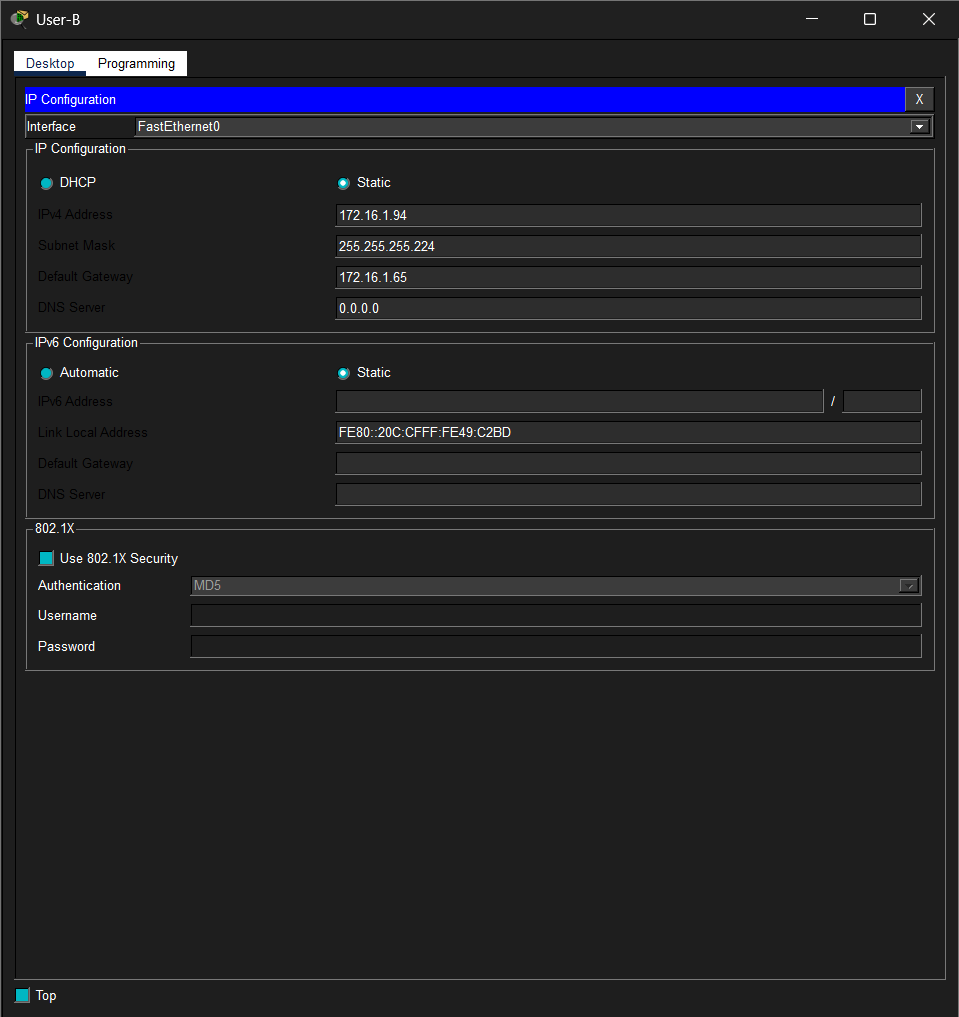 User-B
Desktop Programming
IP Configuration X
Interface FastEthernet0
IP Configuration
DHCP Static
IPv4 Address 172.16.1.94
Subnet Mask 255.255.255.224
Default Gateway 172.16.1.65
DNS Server 0.0.0.0
IPv6 Configuration
Automatic Static
IPv6 Address /
Link Local Address FE80::20C:CFFF:FE49:C2BD
Default Gateway
DNS Server
802.1X
Use 802.1X Security
Authentication MD5
Username
Password
Top